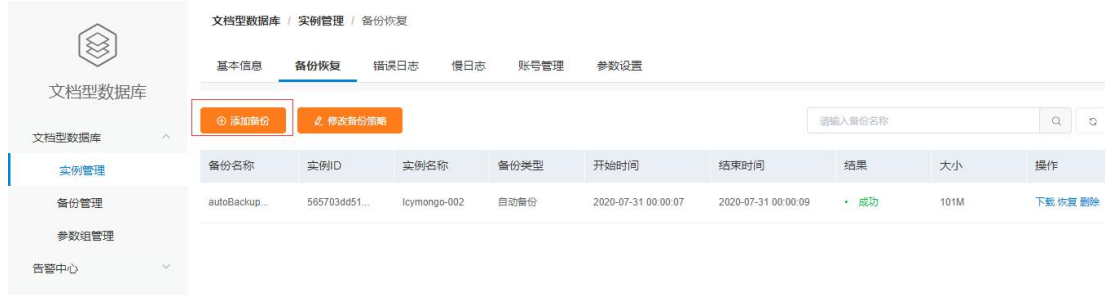 文档型数据库 / 实例管理 / 备份恢复
基本信息 备份恢复 错误日志 慢日志 账号管理 参数设置
文档型数据库
添加备份 修改备份策略 请输入备份名称
文档型数据库
实例管理
备份管理
参数组管理
告警中心
备份名称 实例ID 实例名称 备份类型 开始时间 结束时间 结果 大小 操作
autoBackup... 565703dd51... lcymongo-002 自动备份 2020-07-31 00:00:07 2020-07-31 00:00:09 成功 101M 下载 恢复 删除